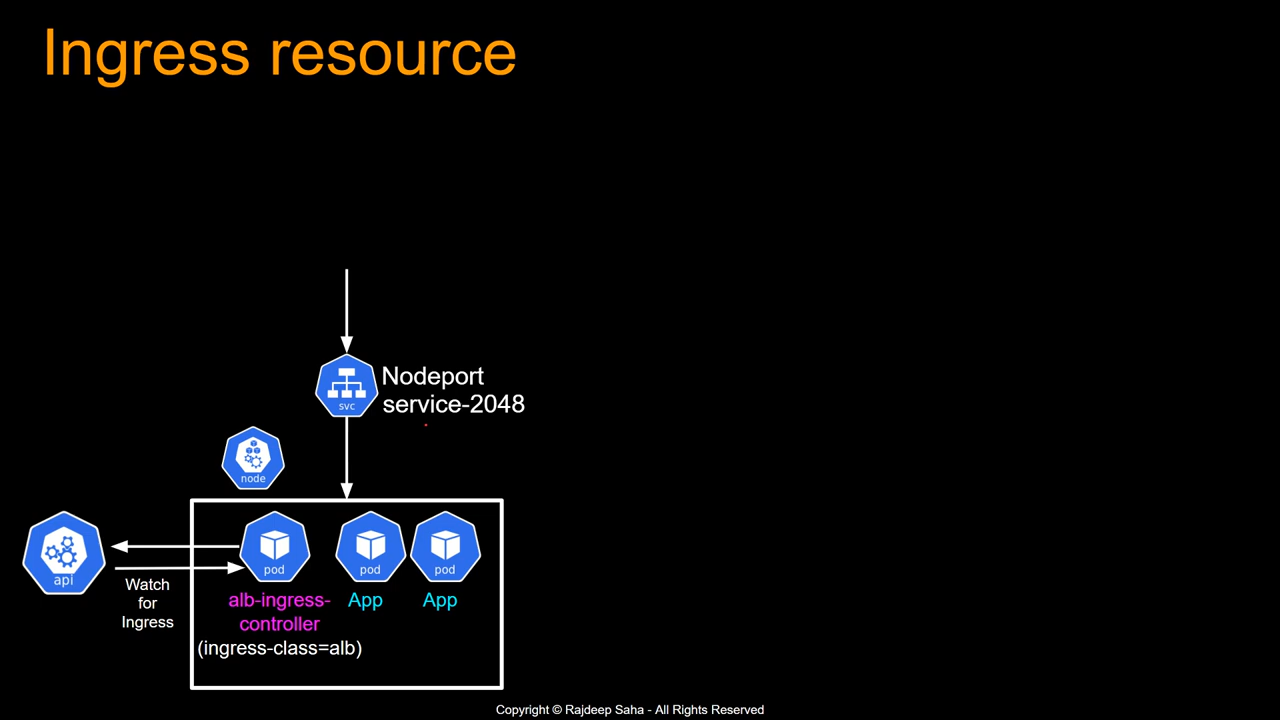 Ingress resource
svc
Nodeport
service-2048
node
api
Watch
for
Ingress
pod
pod
pod
alb-ingress-
controller
(ingress-class=alb)
App
App
Copyright © Rajdeep Saha - All Rights Reserved